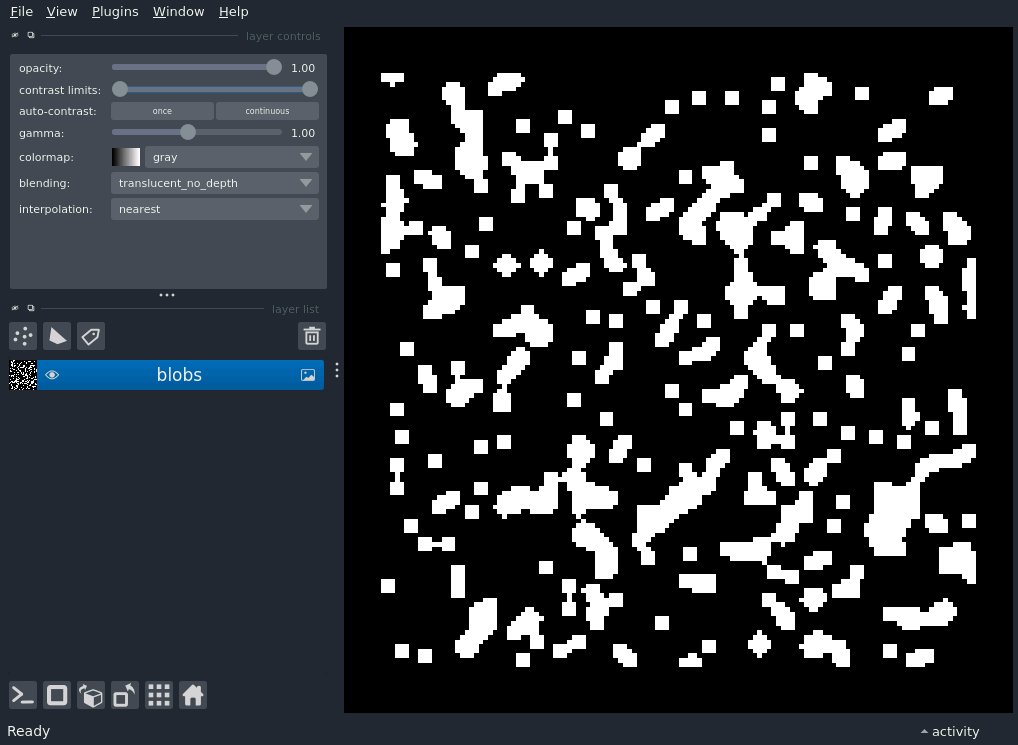 File View Plugins Window Help
layer controls
opacity: 1.00
contrast limits:
auto-contrast: once continuous
gamma: 1.00
colormap: gray
blending: translucent_no_depth
interpolation: nearest
layer list
blobs
Ready activity